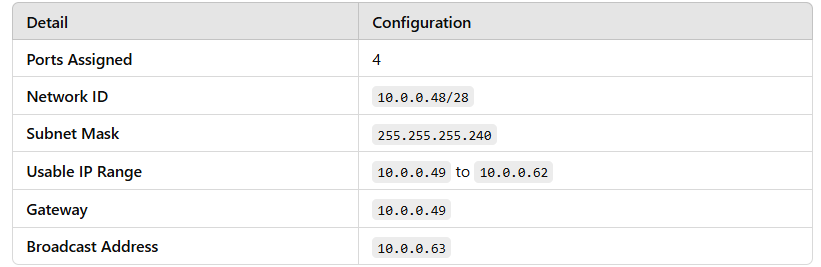 Detail Configuration
Ports Assigned 4
Network ID 10.0.0.48/28
Subnet Mask 255.255.255.240
Usable IP Range 10.0.0.49 to 10.0.0.62
Gateway 10.0.0.49
Broadcast Address 10.0.0.63